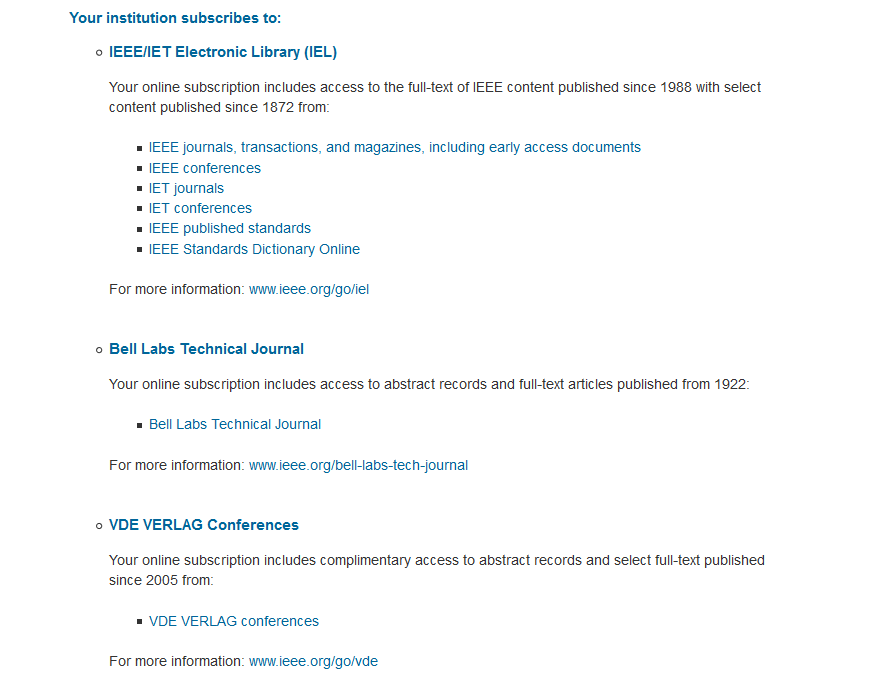 Your institution subscribes to:
IEEE/IET Electronic Library (IEL)
Your online subscription includes access to the full-text of IEEE content published since 1988 with select
content published since 1872 from:
IEEE journals, transactions, and magazines, including early access documents
IEEE conferences
IET journals
IET conferences
IEEE published standards
IEEE Standards Dictionary Online
For more information: www.ieee.org/go/iel
Bell Labs Technical Journal
Your online subscription includes access to abstract records and full-text articles published from 1922:
Bell Labs Technical Journal
For more information: www.ieee.org/bell-labs-tech-journal
VDE VERLAG Conferences
Your online subscription includes complimentary access to abstract records and select full-text published
since 2005 from:
VDE VERLAG conferences
For more information: www.ieee.org/go/vde